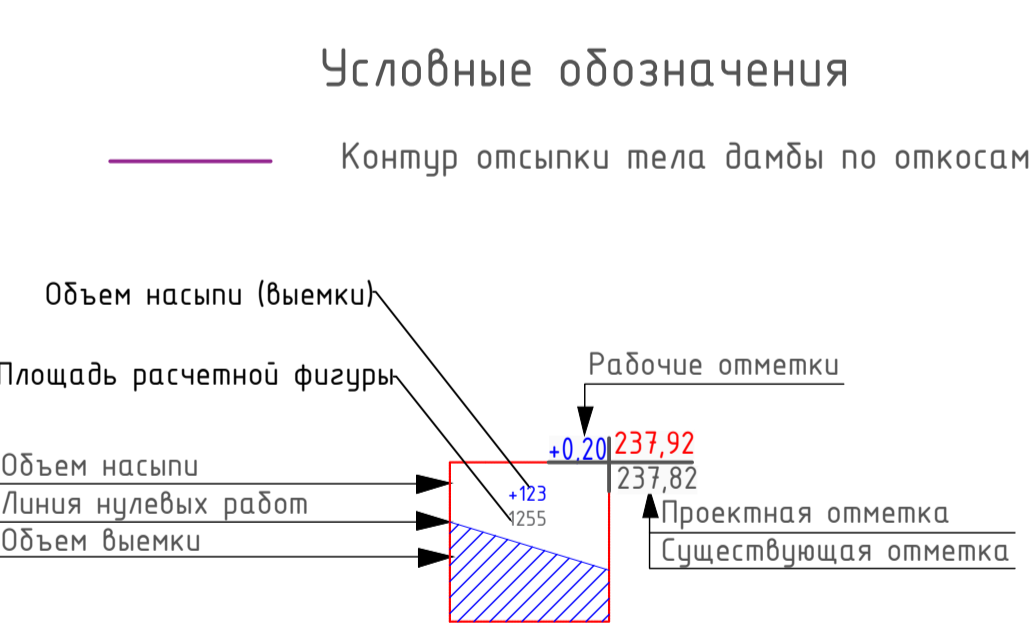 Условные обозначения
Контур отсыпки тела дамбы по откосам
Объем насыпи (выемки)
Площадь расчетной фигуры
Рабочие отметки
+0,20 237,92
237,82
Объем насыпи
Линия нулевых работ
Объем выемки
+123
1255
Проектная отметка
Существующая отметка